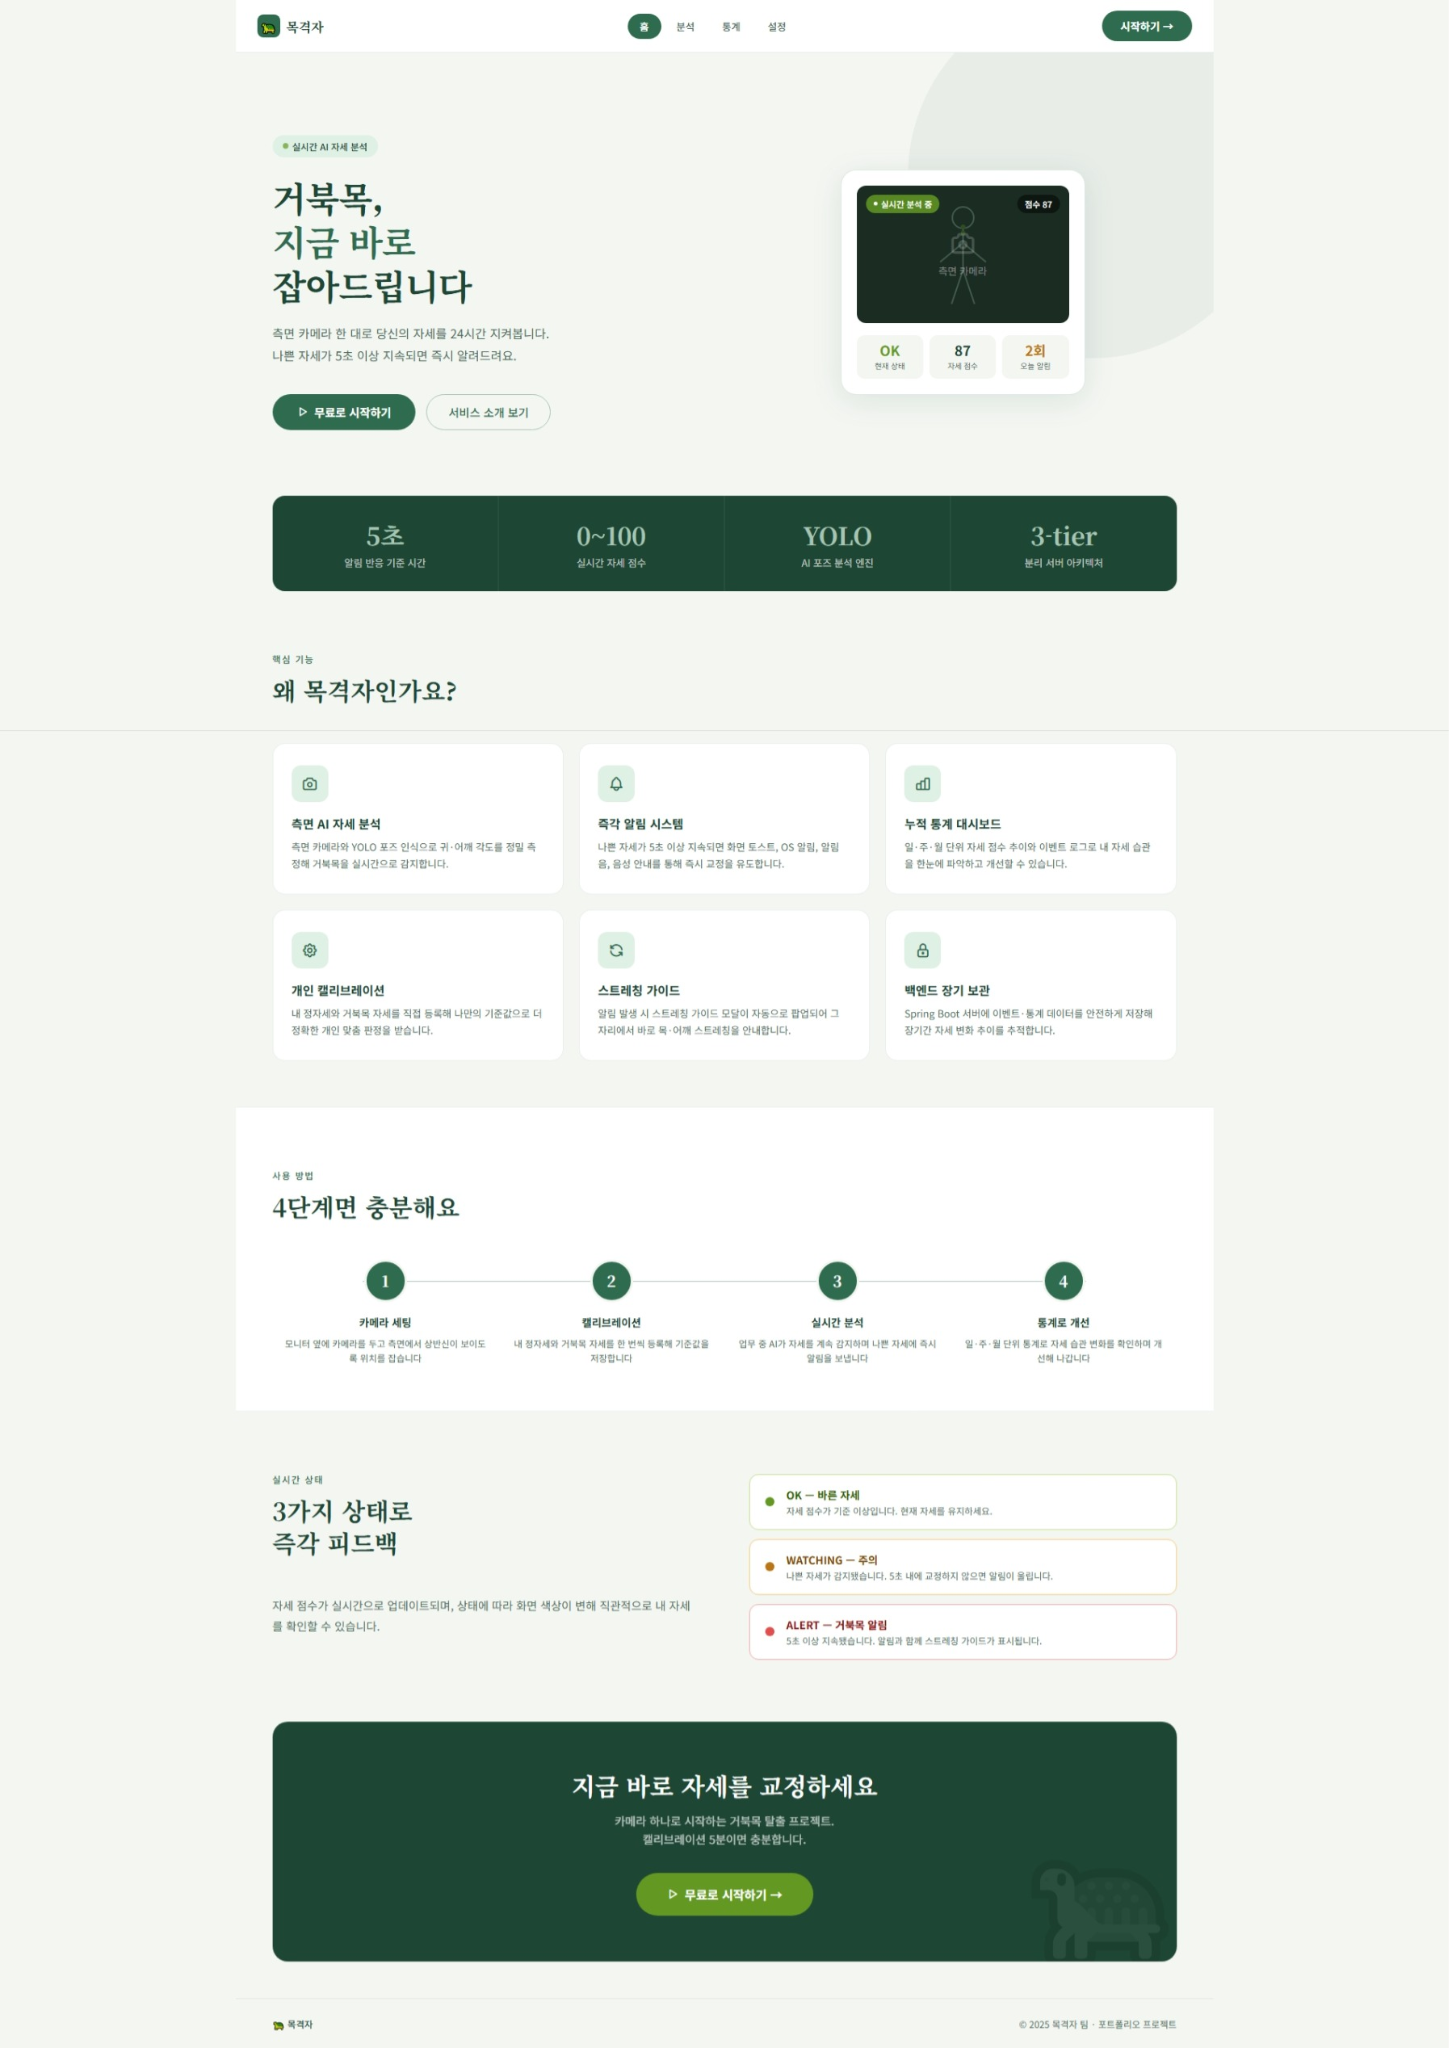 목격자
홈
분석
통계
설정
시작하기 →
실시간 AI 자세 분석
거북목,
지금 바로
잡아드립니다
측면 카메라 한 대로 당신의 자세를 24시간 지켜봅니다.
나쁜 자세가 5초 이상 지속되면 즉시 알려드려요.
무료로 시작하기
서비스 소개 보기
실시간 분석 중
점수 87
측면 카메라
OK
현재 상태
87
자세 점수
2회
오늘 알림
5초
알림 반응 기준 시간
0~100
실시간 자세 점수
YOLO
AI 포즈 분석 엔진
3-tier
분리 서버 아키텍처
핵심 기능
왜 목격자인가요?
측면 AI 자세 분석
측면 카메라와 YOLO 포즈 인식으로 귀·어깨 각도를 정밀 측
정해 거북목을 실시간으로 감지합니다.
즉각 알림 시스템
나쁜 자세가 5초 이상 지속되면 화면 토스트, OS 알림, 알림
음, 음성 안내를 통해 즉시 교정을 유도합니다.
누적 통계 대시보드
일·주·월 단위 자세 점수 추이와 이벤트 로그로 내 자세 습관
을 한눈에 파악하고 개선할 수 있습니다.
개인 캘리브레이션
내 정자세와 거북목 자세를 직접 등록해 나만의 기준값으로 더
정확한 개인 맞춤 판정을 받습니다.
스트레칭 가이드
알림 발생 시 스트레칭 가이드 모달이 자동으로 팝업되어 그
자리에서 바로 목·어깨 스트레칭을 안내합니다.
백엔드 장기 보관
Spring Boot 서버에 이벤트·통계 데이터를 안전하게 저장해
장기간 자세 변화 추이를 추적합니다.
사용 방법
4단계면 충분해요
1
카메라 세팅
모니터 옆에 카메라를 두고 측면에서 상반신이 보이도
록 위치를 잡습니다
2
캘리브레이션
내 정자세와 거북목 자세를 한 번씩 등록해 기준값을
저장합니다
3
실시간 분석
업무 중 AI가 자세를 계속 감지하며 나쁜 자세에 즉시
알림을 보냅니다
4
통계로 개선
일·주·월 단위 통계로 자세 습관 변화를 확인하며 개
선해 나갑니다
실시간 상태
3가지 상태로
즉각 피드백
자세 점수가 실시간으로 업데이트되며, 상태에 따라 화면 색상이 변해 직관적으로 내 자세
를 확인할 수 있습니다.
OK — 바른 자세
자세 점수가 기준 이상입니다. 현재 자세를 유지하세요.
WATCHING — 주의
나쁜 자세가 감지됐습니다. 5초 내에 교정하지 않으면 알림이 울립니다.
ALERT — 거북목 알림
5초 이상 지속됐습니다. 알림과 함께 스트레칭 가이드가 표시됩니다.
지금 바로 자세를 교정하세요
카메라 하나로 시작하는 거북목 탈출 프로젝트.
캘리브레이션 5분이면 충분합니다.
무료로 시작하기 →
목격자
© 2025 목격자 팀 · 포트폴리오 프로젝트